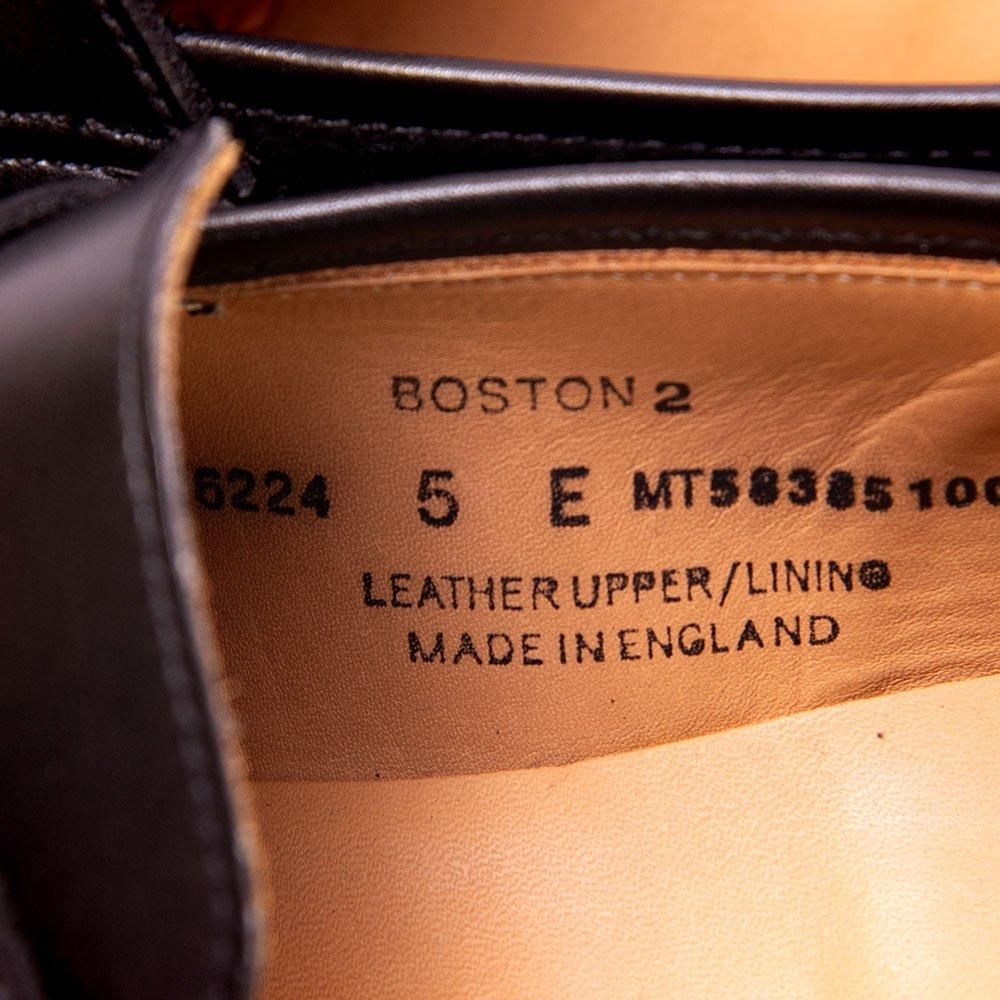 BOSTON 2
6224 5 E MT58385100
LEATHER UPPER/LINING
MADE IN ENGLAND